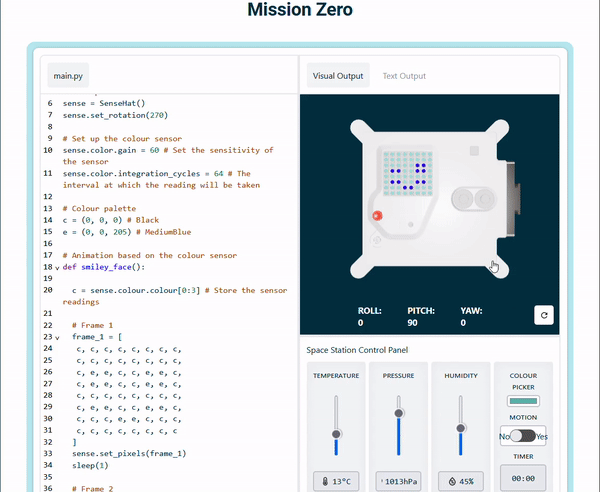 Mission Zero
main.py
6 sense = SenseHat()
7 sense.set_rotation(270)
8
9 # Set up the colour sensor
10 sense.color.gain = 60 # Set the sensitivity of
the sensor
11 sense.color.integration_cycles = 64 # The
interval at which the reading will be taken
12
13 # Colour palette
14 c = (0, 0, 0) # Black
15 e = (0, 0, 205) # MediumBlue
16
17 # Animation based on the colour sensor
18 def smiley_face():
19
20 c = sense.colour.colour[0:3] # Store the sensor
readings
21
22 # Frame 1
23 frame_1 = [
24 c, c, c, c, c, c, c, c,
25 c, c, c, c, c, c, c, c,
26 c, e, e, c, c, e, e, c,
27 c, e, e, c, c, e, e, c,
28 c, c, c, c, c, c, c, c,
29 c, e, e, c, c, e, e, c,
30 c, c, c, e, e, c, c, c,
31 c, c, c, c, c, c, c, c
32 ]
33 sense.set_pixels(frame_1)
34 sleep(1)
35
36 # Frame 2
Visual Output Text Output
ROLL: PITCH: YAW:
0 90 0
Space Station Control Panel
TEMPERATURE PRESSURE HUMIDITY COLOUR
PICKER
MOTION
No Yes
TIMER
13°C 1013hPa 45% 00:00